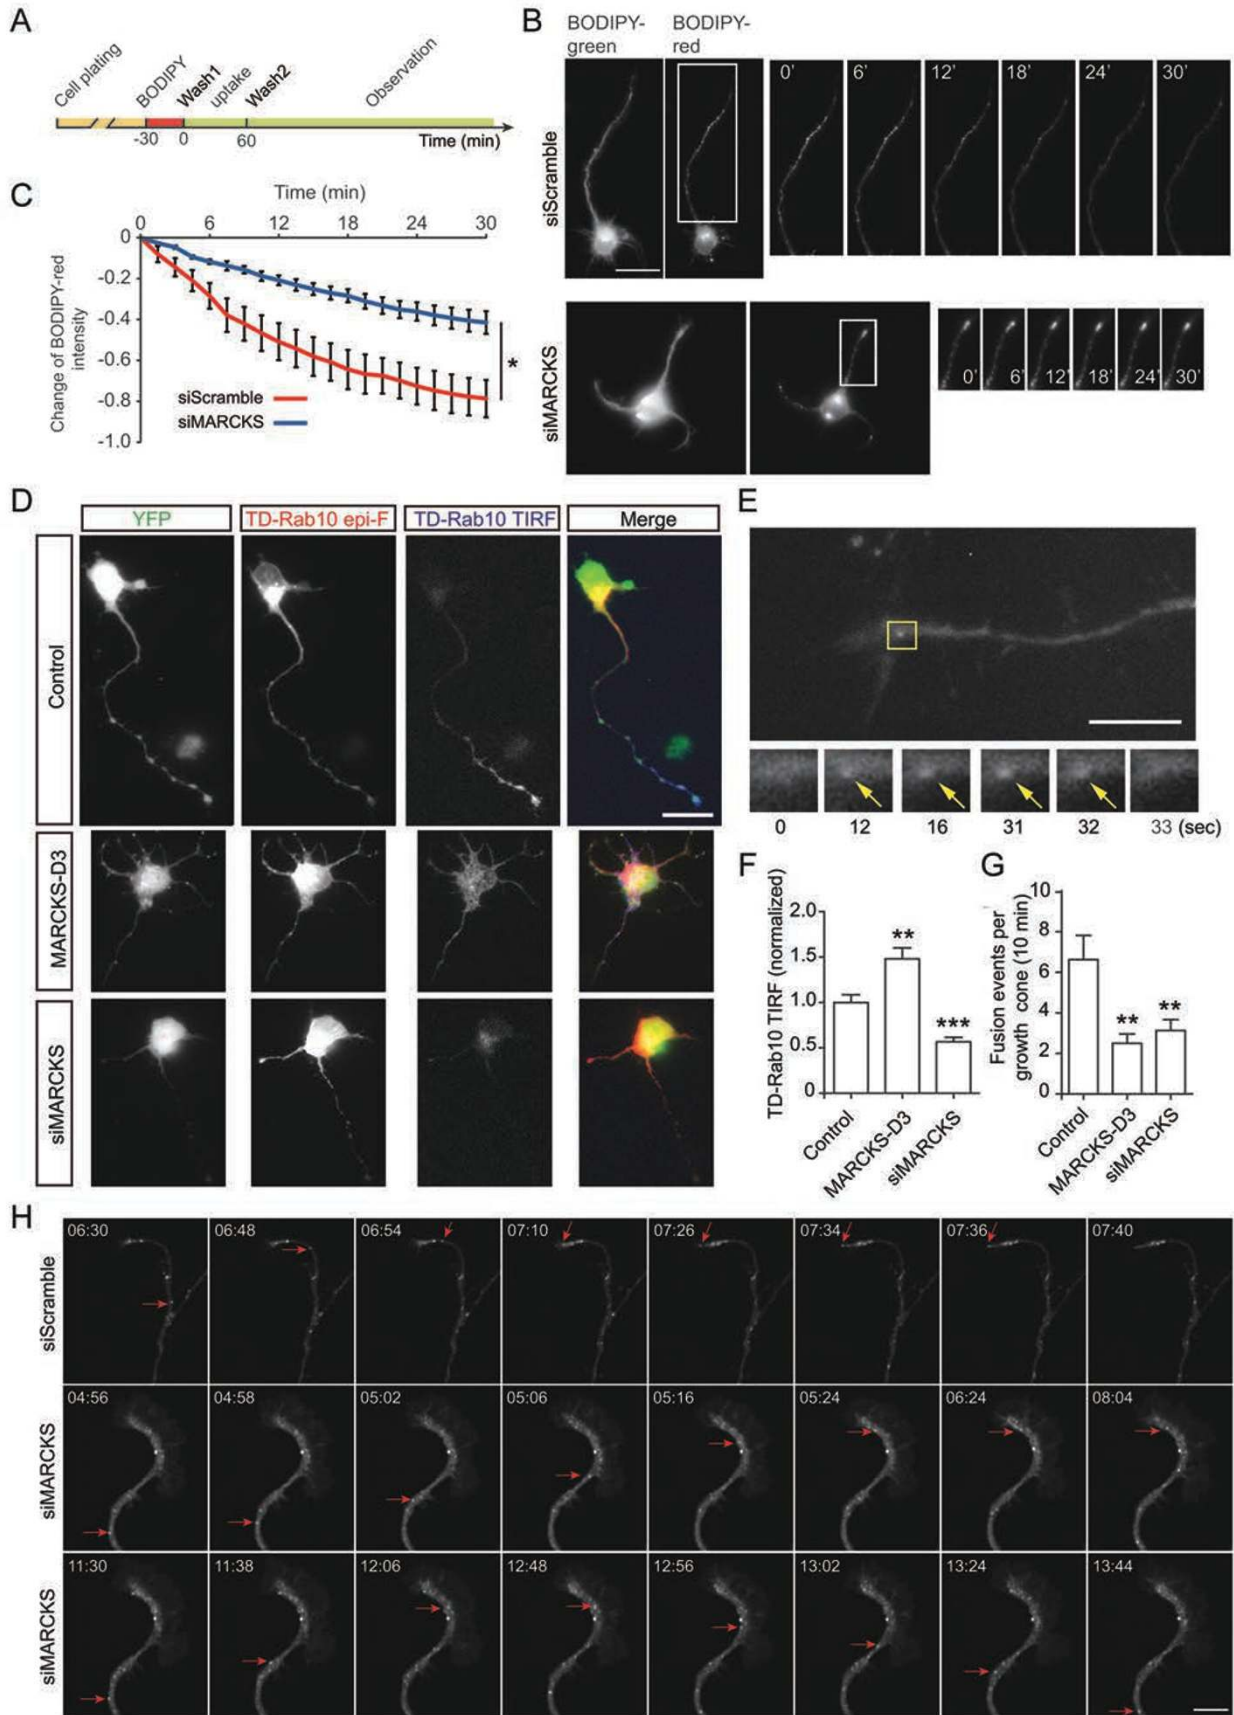 A
Cell plating
BODIPY
Wash1
uptake
Wash2
Observation
-30 0 60
Time (min)
B
BODIPY-
green
BODIPY-
red
siScramble
0' 6' 12' 18' 24' 30'
siMARCKS
0' 6' 12' 18' 24' 30'
C
Time (min)
0 6 12 18 24 30
0
-0.2
-0.4
-0.6
-0.8
-1.0
Change of BODIPY-red
intensity
siScramble
siMARCKS
*
D
YFP TD-Rab10 epi-F TD-Rab10 TIRF Merge
Control
MARCKS-D3
siMARCKS
E
0 12 16 31 32 33 (sec)
F
TD-Rab10 TIRF (normalized)
2.0
1.5
1.0
0.5
0
**
***
Control
MARCKS-D3
siMARCKS
G
Fusion events per
growth cone (10 min)
10
8
6
4
2
0
**
**
Control
MARCKS-D3
siMARCKS
H
siScramble
06:30 06:48 06:54 07:10 07:26 07:34 07:36 07:40
siMARCKS
04:56 04:58 05:02 05:06 05:16 05:24 06:24 08:04
siMARCKS
11:30 11:38 12:06 12:48 12:56 13:02 13:24 13:44